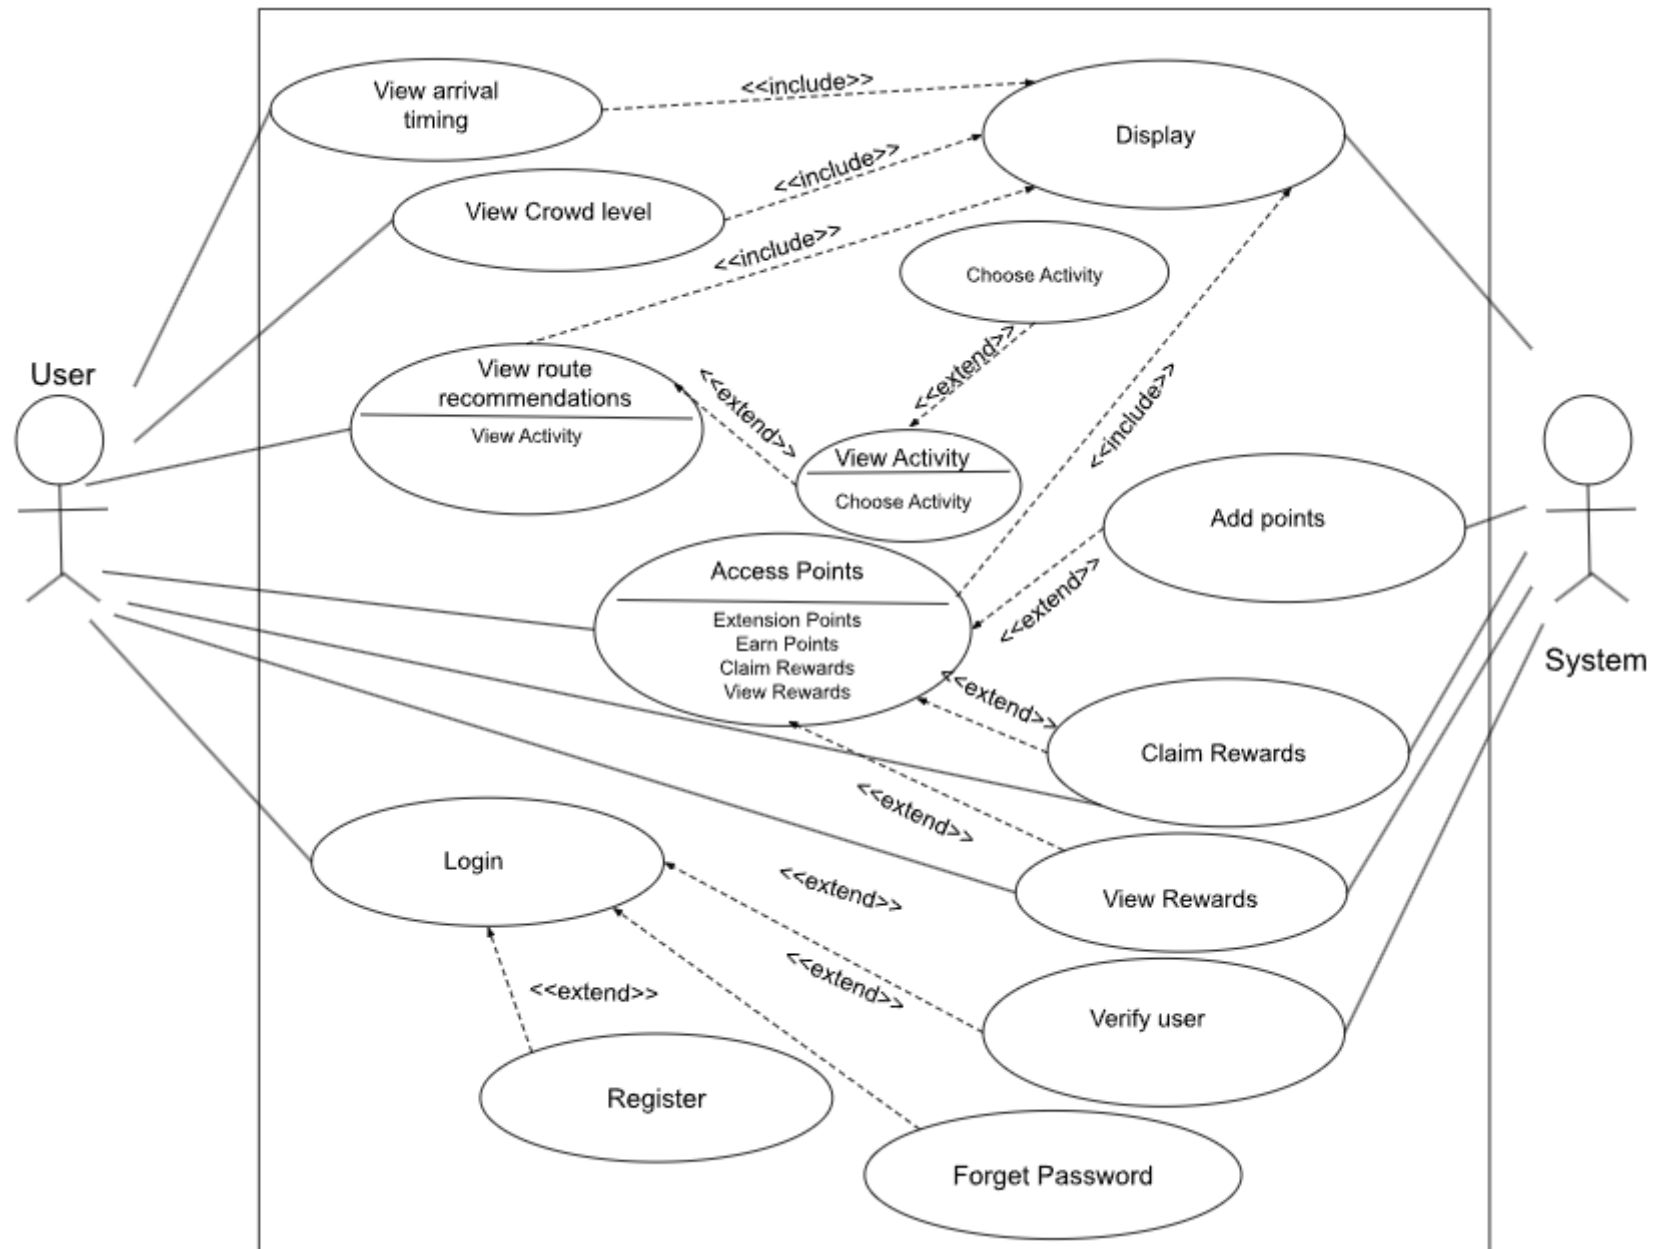 View arrival
timing
<<include>>
Display
<<include>>
View Crowd level
<<include>>
Choose Activity
<<extend>>
User
View route
recommendations
View Activity
<<extend>>
<<include>>
View Activity
Choose Activity
Add points
Access Points
Extension Points
Earn Points
Claim Rewards
View Rewards
<<extend>>
System
<<extend>>
Claim Rewards
<<extend>>
Login
<<extend>>
View Rewards
<<extend>>
<<extend>>
Verify user
Register
Forget Password